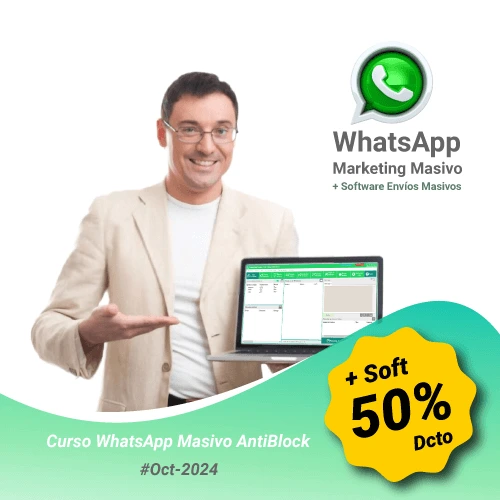 WhatsApp
Marketing Masivo
+ Software Envíos Masivos
+ Soft
50%
Dcto
Curso WhatsApp Masivo AntiBlock
#Oct-2024